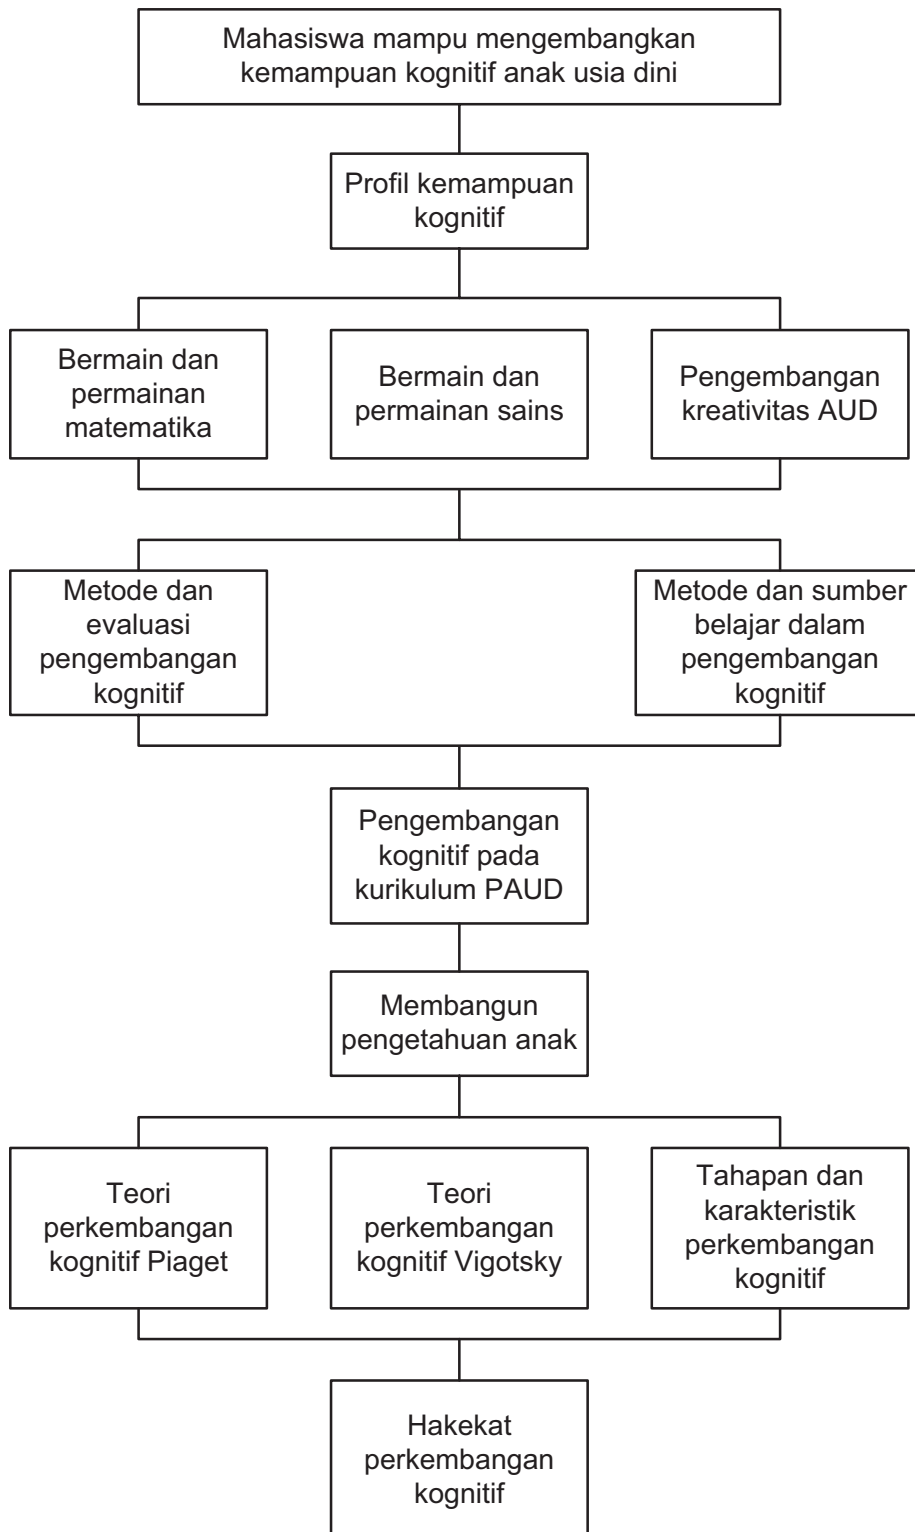 Mahasiswa mampu mengembangkan
kemampuan kognitif anak usia dini
Profil kemampuan
kognitif
Bermain dan
permainan
matematika
Bermain dan
permainan sains
Pengembangan
kreativitas AUD
Metode dan
evaluasi
pengembangan
kognitif
Metode dan sumber
belajar dalam
pengembangan
kognitif
Pengembangan
kognitif pada
kurikulum PAUD
Membangun
pengetahuan anak
Teori
perkembangan
kognitif Piaget
Teori
perkembangan
kognitif Vigotsky
Tahapan dan
karakteristik
perkembangan
kognitif
Hakekat
perkembangan
kognitif